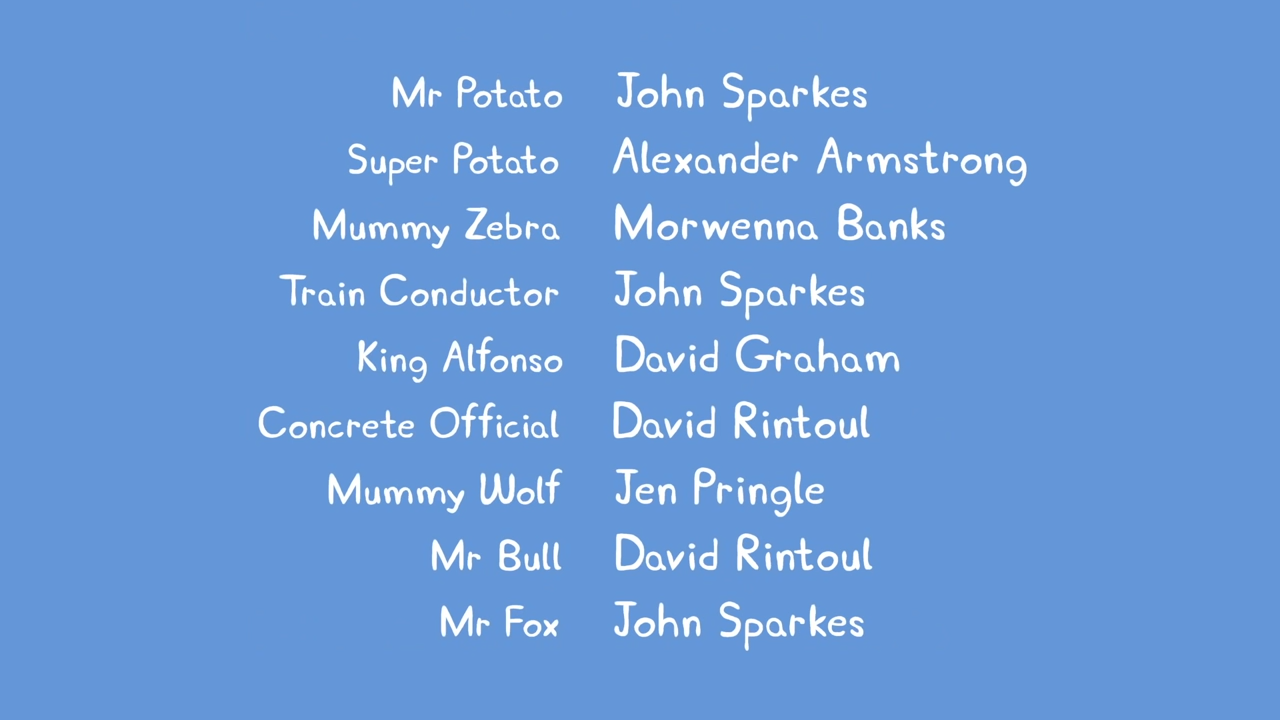 Mr Potato John Sparkes
Super Potato Alexander Armstrong
Mummy Zebra Morwenna Banks
Train Conductor John Sparkes
King Alfonso David Graham
Concrete Official David Rintoul
Mummy Wolf Jen Pringle
Mr Bull David Rintoul
Mr Fox John Sparkes